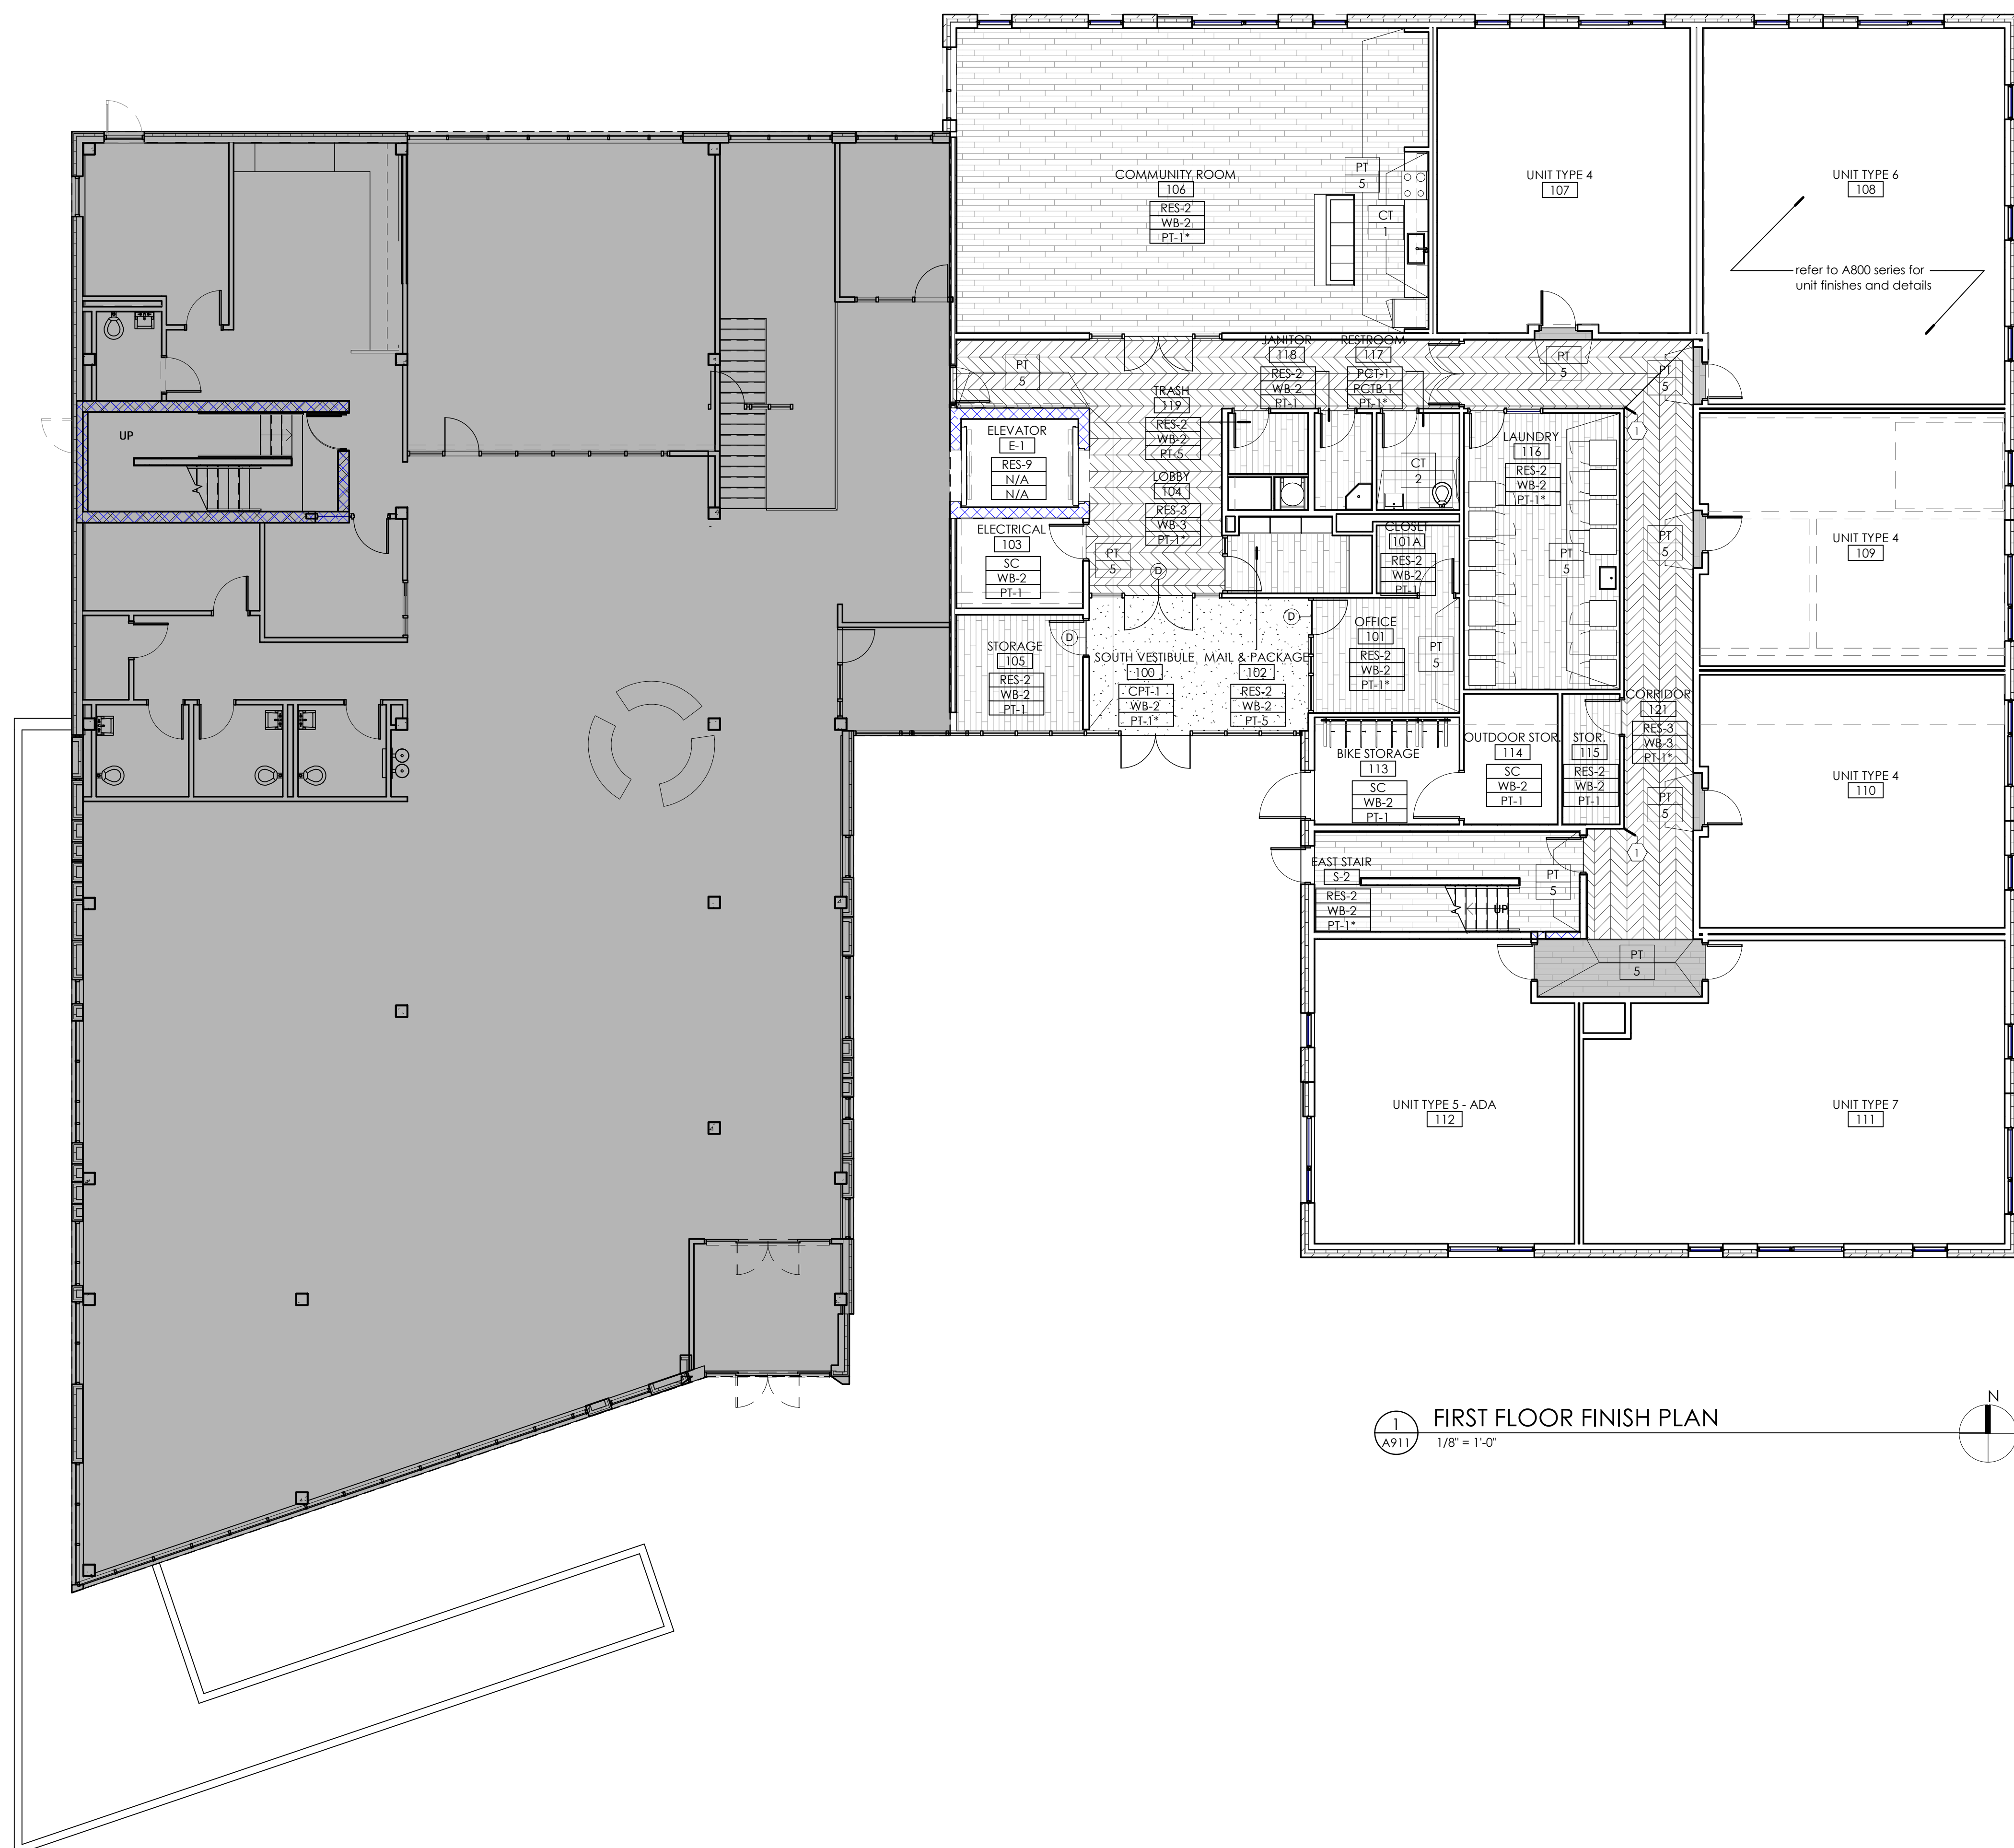 COMMUNITY ROOM
106
RES-2
WB-2
PT-1*
PT
5
CT
1
UNIT TYPE 4
107
UNIT TYPE 6
108
refer to A800 series for
unit finishes and details
JANITOR
118
RES-2
WB-2
PT-1
RESTROOM
117
PCT-1
PCTB-1
PT-1*
PT
5
PT
5
PT
5
TRASH
119
RES-2
WB-2
PT-5
UP
ELEVATOR
E-1
RES-9
N/A
N/A
LOBBY
104
RES-3
WB-3
PT-1*
CT
2
LAUNDRY
116
RES-2
WB-2
PT-1*
1
ELECTRICAL
103
SC
WB-2
PT-1
PT
5
D
CLOSET
101A
RES-2
WB-2
PT-1
PT
5
PT
5
UNIT TYPE 4
109
STORAGE
105
RES-2
WB-2
PT-1
D
SOUTH VESTIBULE
100
CPT-1
WB-2
PT-1*
MAIL & PACKAGE
102
RES-2
WB-2
PT-5
D
OFFICE
101
RES-2
WB-2
PT-1*
PT
5
BIKE STORAGE
113
SC
WB-2
PT-1
OUTDOOR STOR.
114
SC
WB-2
PT-1
STOR.
115
RES-2
WB-2
PT-1
CORRIDOR
121
RES-3
WB-3
PT-1*
PT
5
UNIT TYPE 4
110
1
EAST STAIR
S-2
RES-2
WB-2
PT-1*
UP
PT
5
PT
5
UNIT TYPE 5 - ADA
112
UNIT TYPE 7
111
1
A911
FIRST FLOOR FINISH PLAN
1/8" = 1'-0"
N